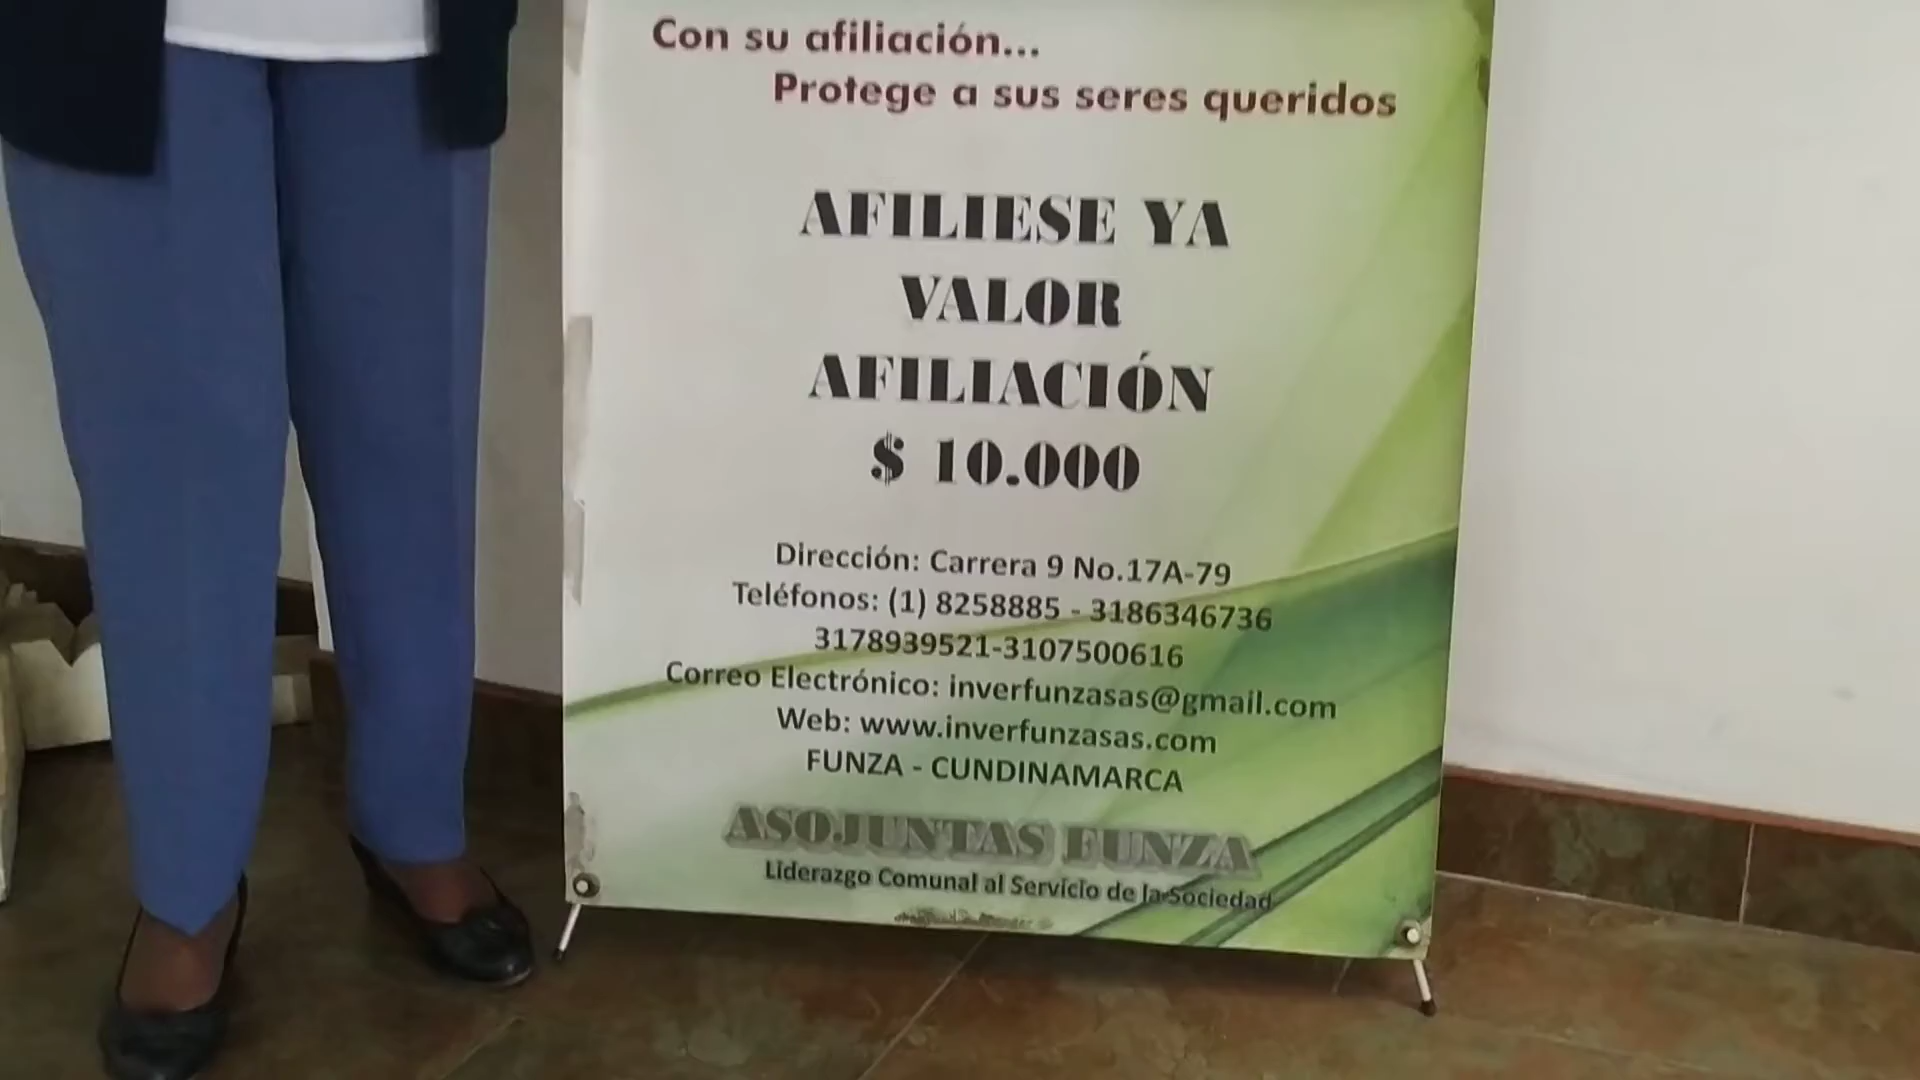 Con su afiliación...
Protege a sus seres queridos
AFILIESE YA
VALOR
AFILIACIÓN
$ 10.000
Dirección: Carrera 9 No.17A-79
Teléfonos: (1) 8258885 - 3186346736
3178939521-3107500616
Correo Electrónico: inverfunzasas@gmail.com
Web: www.inverfunzasas.com
FUNZA - CUNDINAMARCA
ASOJUNTAS FUNZA
Liderazgo Comunal al Servicio de la Sociedad